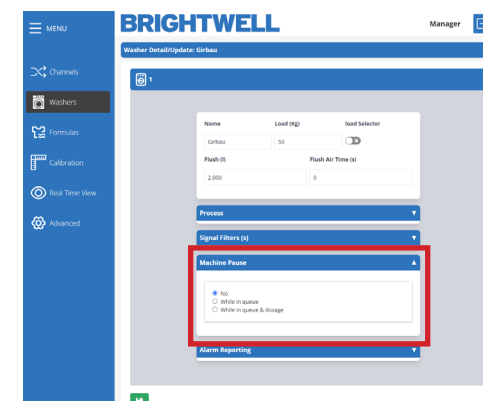 MENU
BRIGHTWELL
Manager
Washer Detail/Update: Girbau
Channels
1
Washers
Name Load (Kg) load Selector
Formulas
Girbau 50
Flush (l) Flush Air Time (s)
Calibration
2.000 0
Real Time View
Process
Advanced
Signal Filters (s)
Machine Pause
No
While in queue
While in queue & dosage
Alarm Reporting